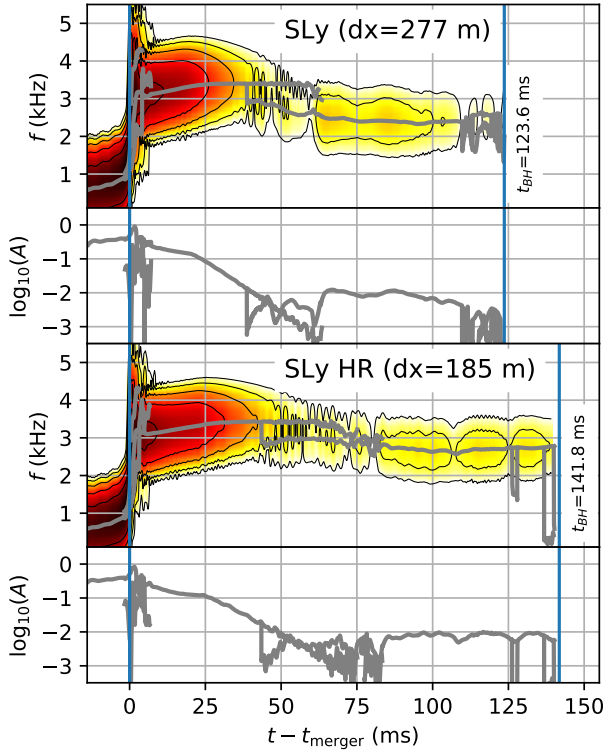 SLy (dx=277 m)
5
4
3
2
1
f (kHz)
t_BH=123.6 ms
0
−1
−2
−3
log₁₀(A)
SLy HR (dx=185 m)
5
4
3
2
1
f (kHz)
t_BH=141.8 ms
0
−1
−2
−3
log₁₀(A)
0 25 50 75 100 125 150
t − t_merger (ms)